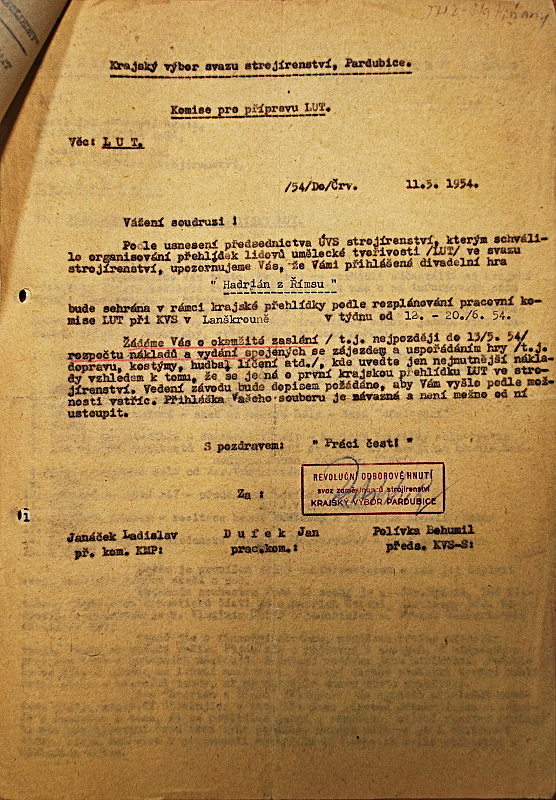 Krajský výbor svazu strojírenství, Pardubice.
Komise pro přípravu LUT.
Věc: L U T.
/54/Do/Črv. 11.5. 1954.
Vážení soudruzi !
Podle usnesení předsednictva ÚVS strojírenství, kterým schváli-
lo organisování přehlídek lidové umělecké tvořivosti /LUT/ ve svazu
strojírenství, upozornujeme Vás, že Vámi přihlášená divadelní hra
" Hadrián z Římsu "
bude sehrána v rámci krajské přehlídky podle rozplánování pracovní ko-
mise LUT při KVS v Lanškrouně v týdnu od 12. - 20./6. 54.
Žádáme Vás o okamžité zaslání / t.j. nejpozději do 13/5. 54/
rozpočtu nákladů a vydání spojených se zájezdem a uspořádáním hry /t.j.
dopravu, kostýmy, hudbu, líčení atd./, kde uveďte jen nejnutnější nákla-
dy vzhledem k tomu, že se jedná o první krajskou přehlídku LUT ve stro-
jírenství. Vedení závodu bude dopisem požádáno, aby Vám vyšlo podle mož-
nosti vstříc. Přihláška Vašeho souboru je závazná a není možno od ní
ustoupit.
S pozdravem: " Práci čest! "
Za :
REVOLUČNÍ ODBOROVÉ HNUTÍ
svaz zaměstnanců strojírenství
KRAJSKÝ VÝBOR PARDUBICE
Janáček Ladislav D u f e k Jan Polívka Bohumil
př. kom. KMP: prac.kom.: předs. KVS-S: